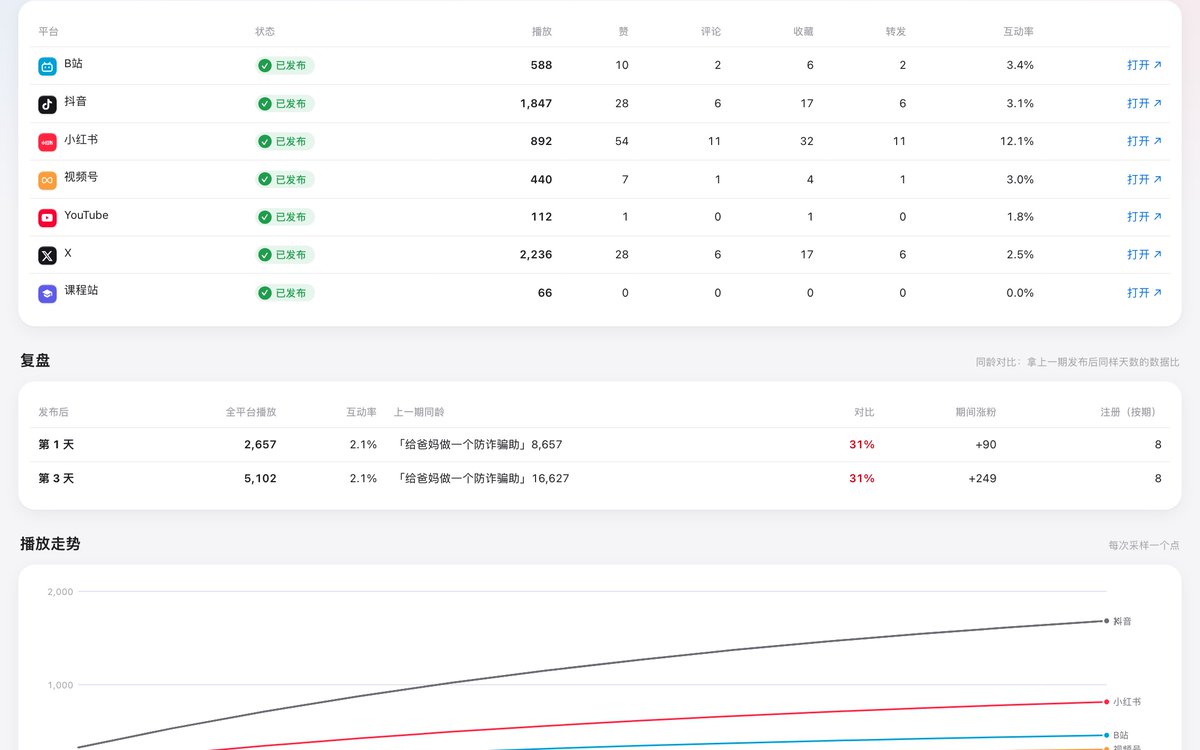 平台 状态 播放 赞 评论 收藏 转发 互动率
B站 已发布 588 10 2 6 2 3.4% 打开 ↗
抖音 已发布 1,847 28 6 17 6 3.1% 打开 ↗
小红书 已发布 892 54 11 32 11 12.1% 打开 ↗
视频号 已发布 440 7 1 4 1 3.0% 打开 ↗
YouTube 已发布 112 1 0 1 0 1.8% 打开 ↗
X 已发布 2,236 28 6 17 6 2.5% 打开 ↗
课程站 已发布 66 0 0 0 0 0.0% 打开 ↗
复盘 同龄对比：拿上一期发布后同样天数的数据比
发布后 全平台播放 互动率 上一期同龄 对比 期间涨粉 注册（按期）
第 1 天 2,657 2.1% 「给爸妈做一个防诈骗助」8,657 31% +90 8
第 3 天 5,102 2.1% 「给爸妈做一个防诈骗助」16,627 31% +249 8
播放走势 每次采样一个点
2,000
抖音
1,000
小红书
B站
视频号